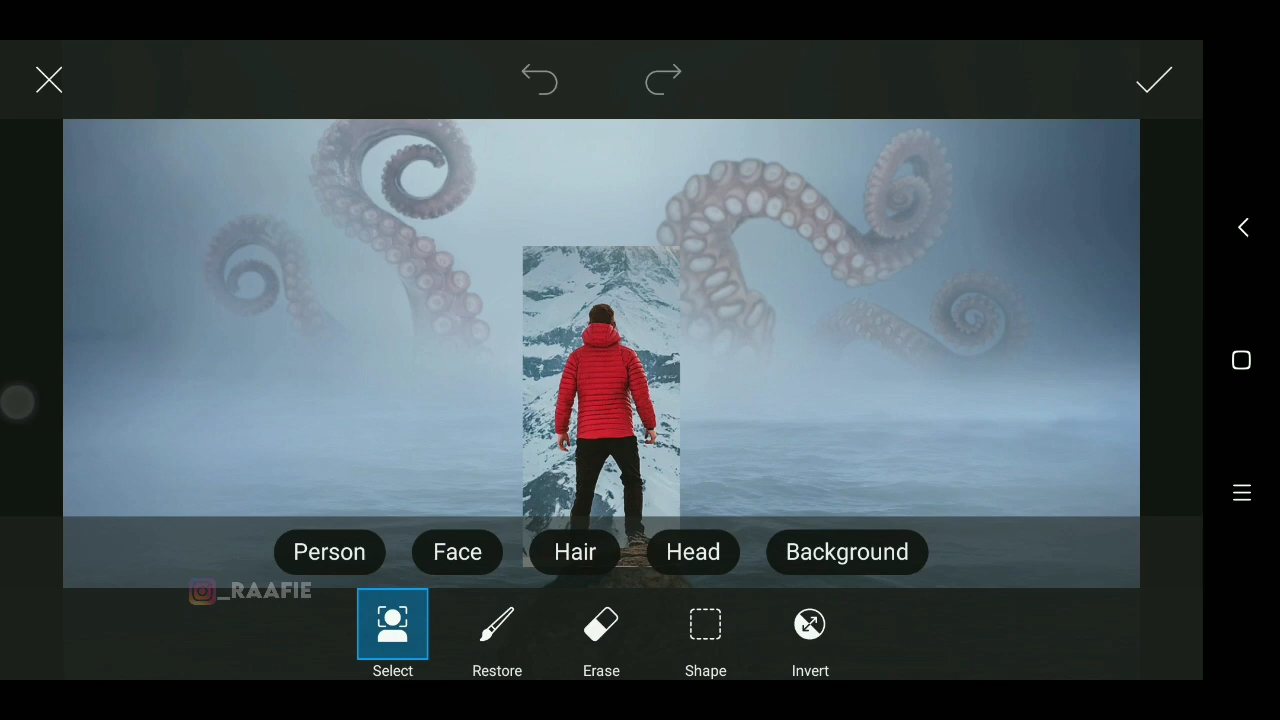 Person Face Hair Head Background
_RAAFIE
Select Restore Erase Shape Invert